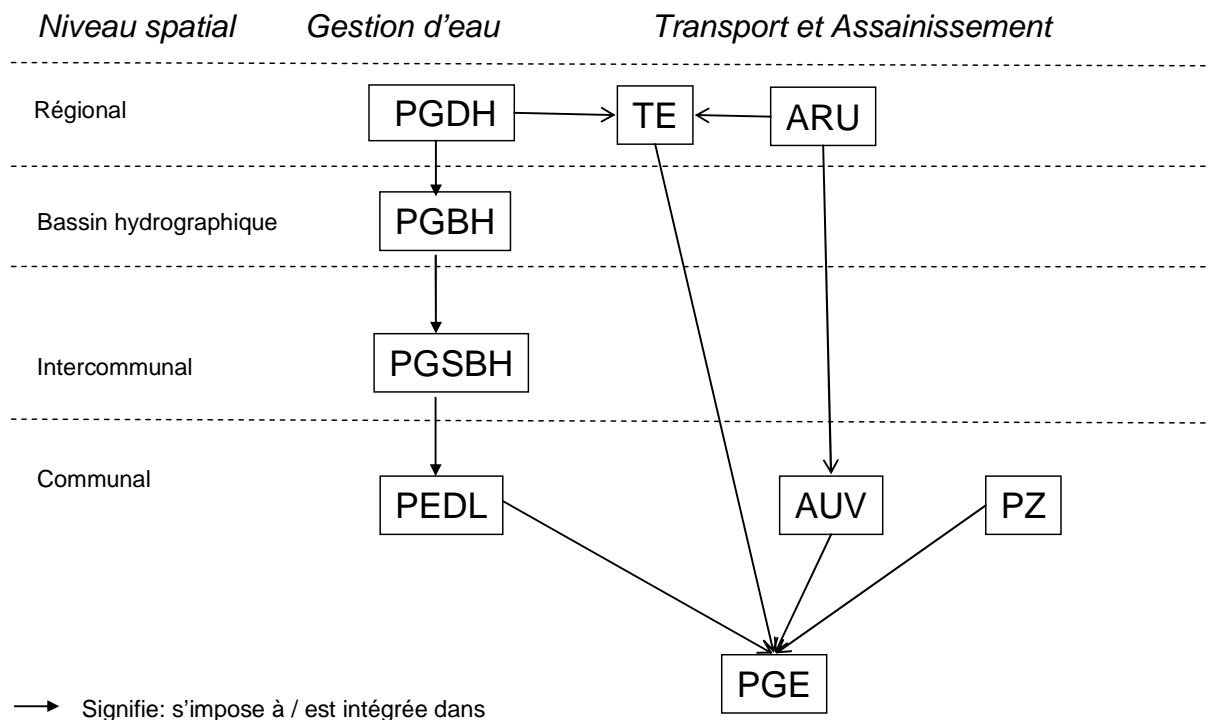 Niveau spatial Gestion d'eau Transport et Assainissement
Régional PGDH TE ARU
Bassin hydrographique PGBH
Intercommunal PGSBH
Communal PEDL AUV PZ
PGE
Signifie: s'impose à / est intégrée dans